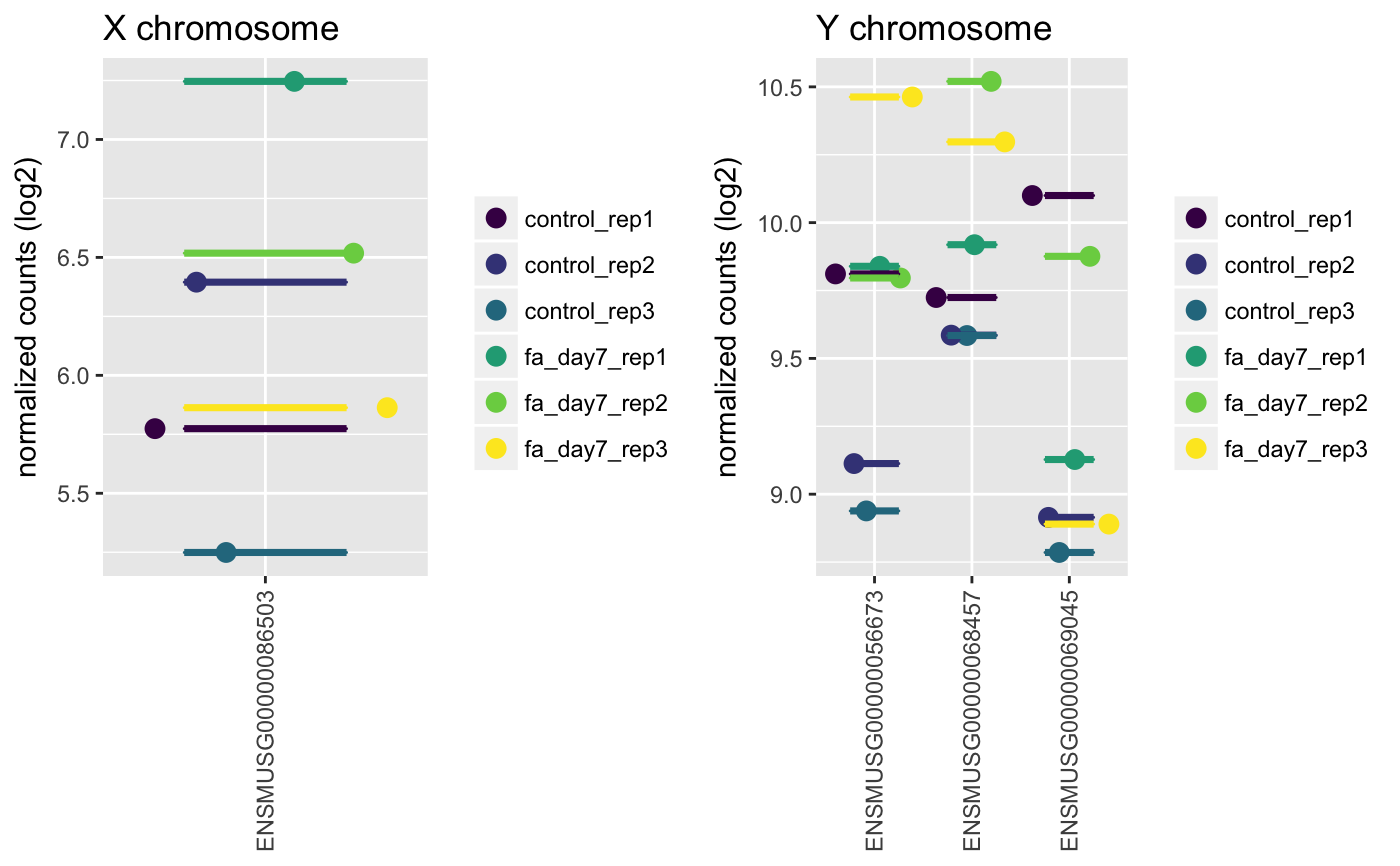 X chromosome
normalized counts (log2)
7.0
6.5
6.0
5.5
ENSMUSG00000086503
control_rep1
control_rep2
control_rep3
fa_day7_rep1
fa_day7_rep2
fa_day7_rep3
Y chromosome
normalized counts (log2)
10.5
10.0
9.5
9.0
ENSMUSG00000056673
ENSMUSG00000068457
ENSMUSG00000069045
control_rep1
control_rep2
control_rep3
fa_day7_rep1
fa_day7_rep2
fa_day7_rep3